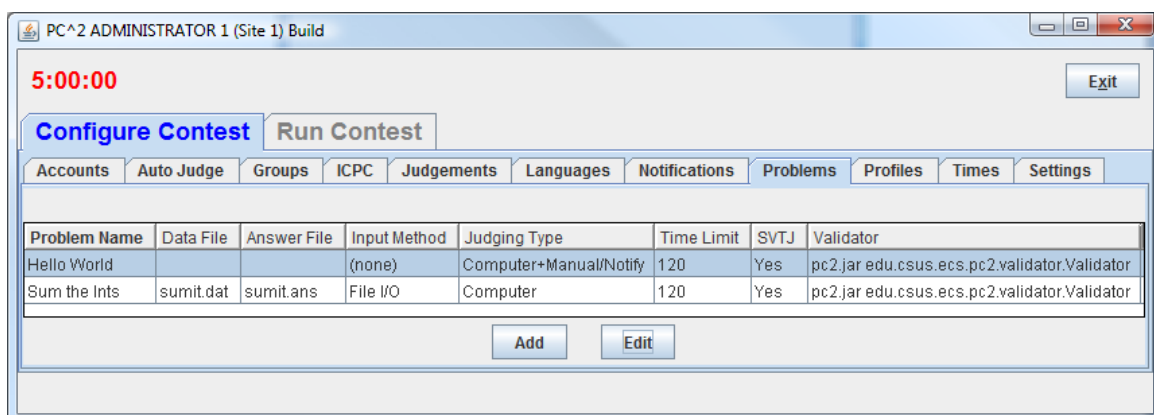 PC^2 ADMINISTRATOR 1 (Site 1) Build
5:00:00
Exit
Configure Contest Run Contest
Accounts Auto Judge Groups ICPC Judgements Languages Notifications Problems Profiles Times Settings
Problem Name Data File Answer File Input Method Judging Type Time Limit SVTJ Validator
Hello World (none) Computer+Manual/Notify 120 Yes pc2.jar edu.csus.ecs.pc2.validator.Validator
Sum the Ints sumit.dat sumit.ans File I/O Computer 120 Yes pc2.jar edu.csus.ecs.pc2.validator.Validator
Add Edit